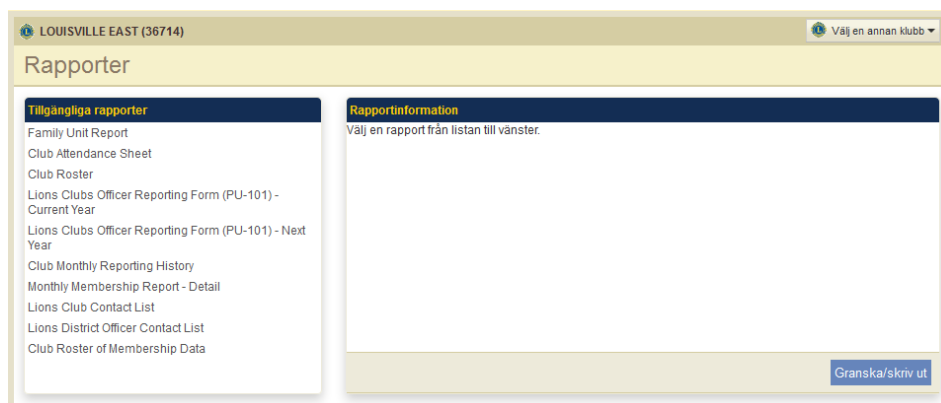 LOUISVILLE EAST (36714)
Välj en annan klubb
Rapporter
Tillgängliga rapporter
Family Unit Report
Club Attendance Sheet
Club Roster
Lions Clubs Officer Reporting Form (PU-101) -
Current Year
Lions Clubs Officer Reporting Form (PU-101) - Next
Year
Club Monthly Reporting History
Monthly Membership Report - Detail
Lions Club Contact List
Lions District Officer Contact List
Club Roster of Membership Data
Rapportinformation
Välj en rapport från listan till vänster.
Granska/skriv ut